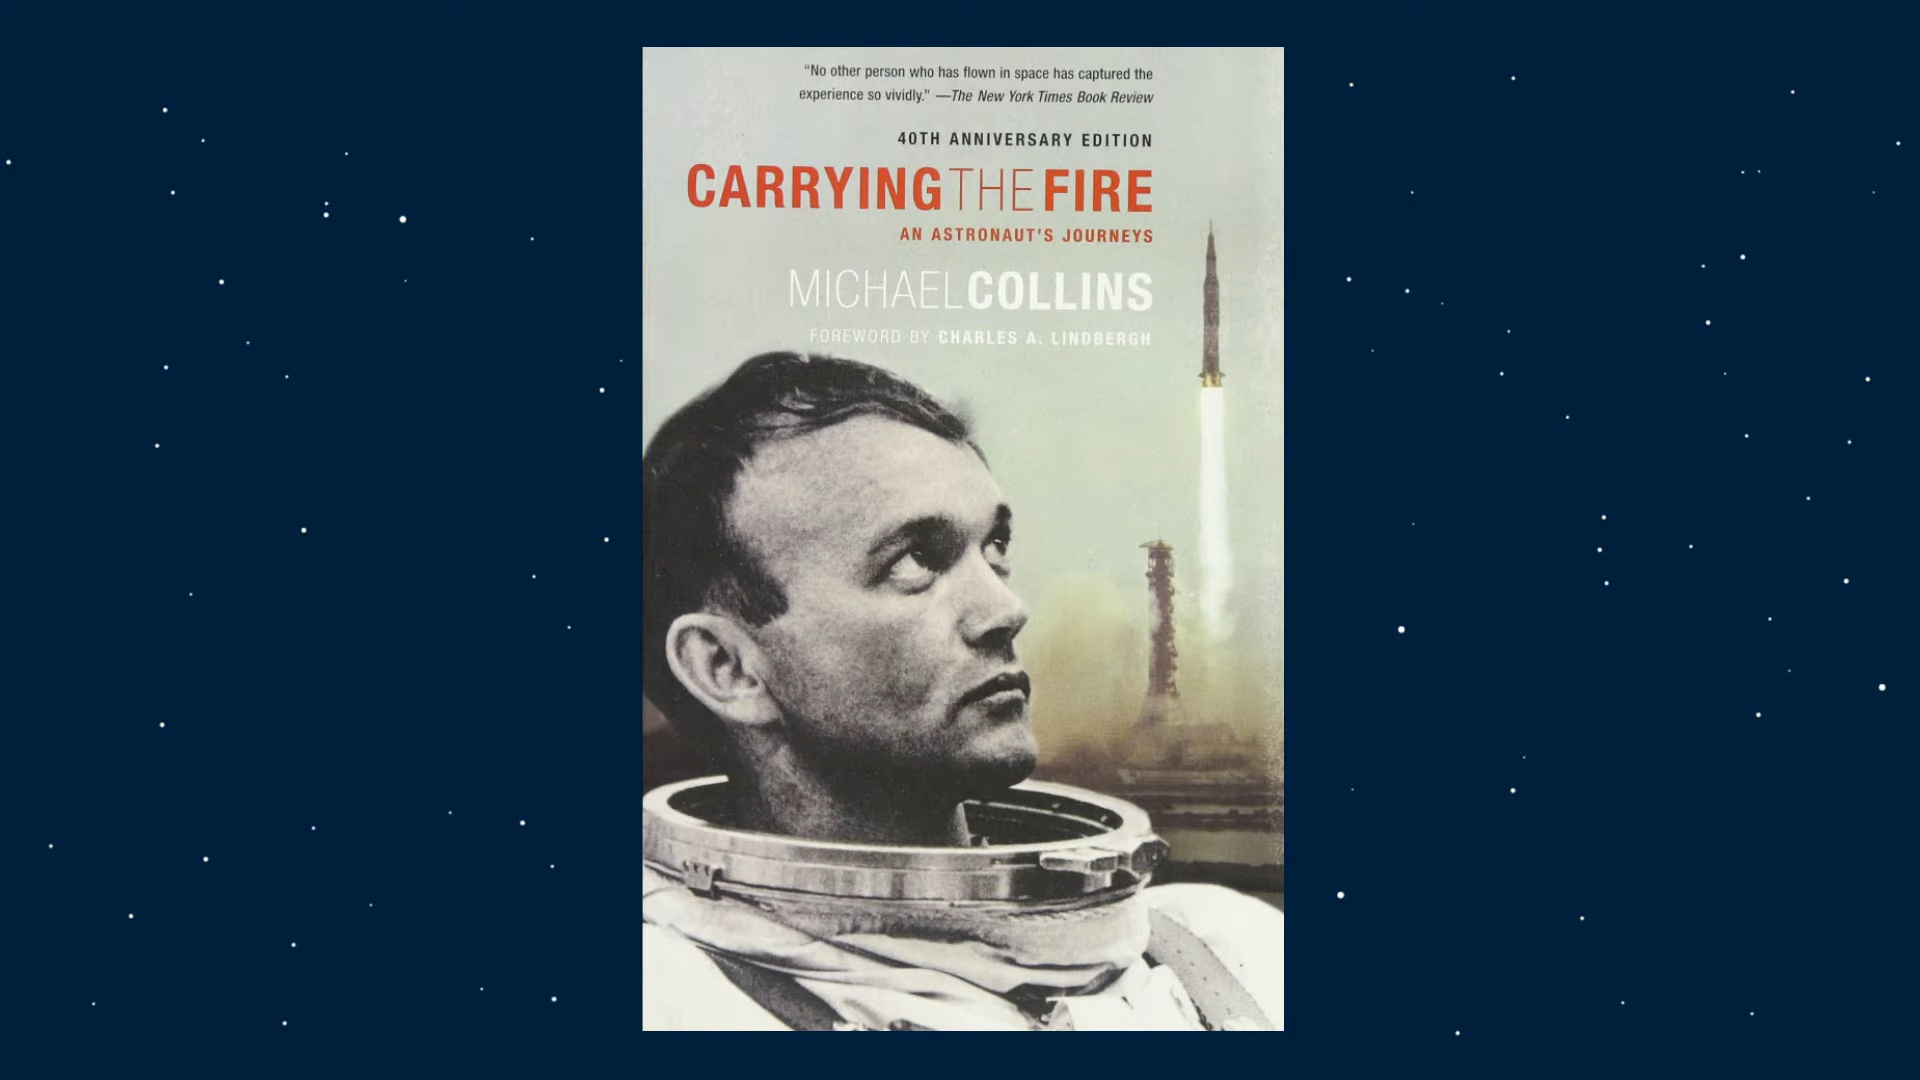 “No other person who has flown in space has captured the
experience so vividly.” —The New York Times Book Review
40TH ANNIVERSARY EDITION
CARRYING THE FIRE
AN ASTRONAUT'S JOURNEYS
MICHAEL COLLINS
FOREWORD BY CHARLES A. LINDBERGH